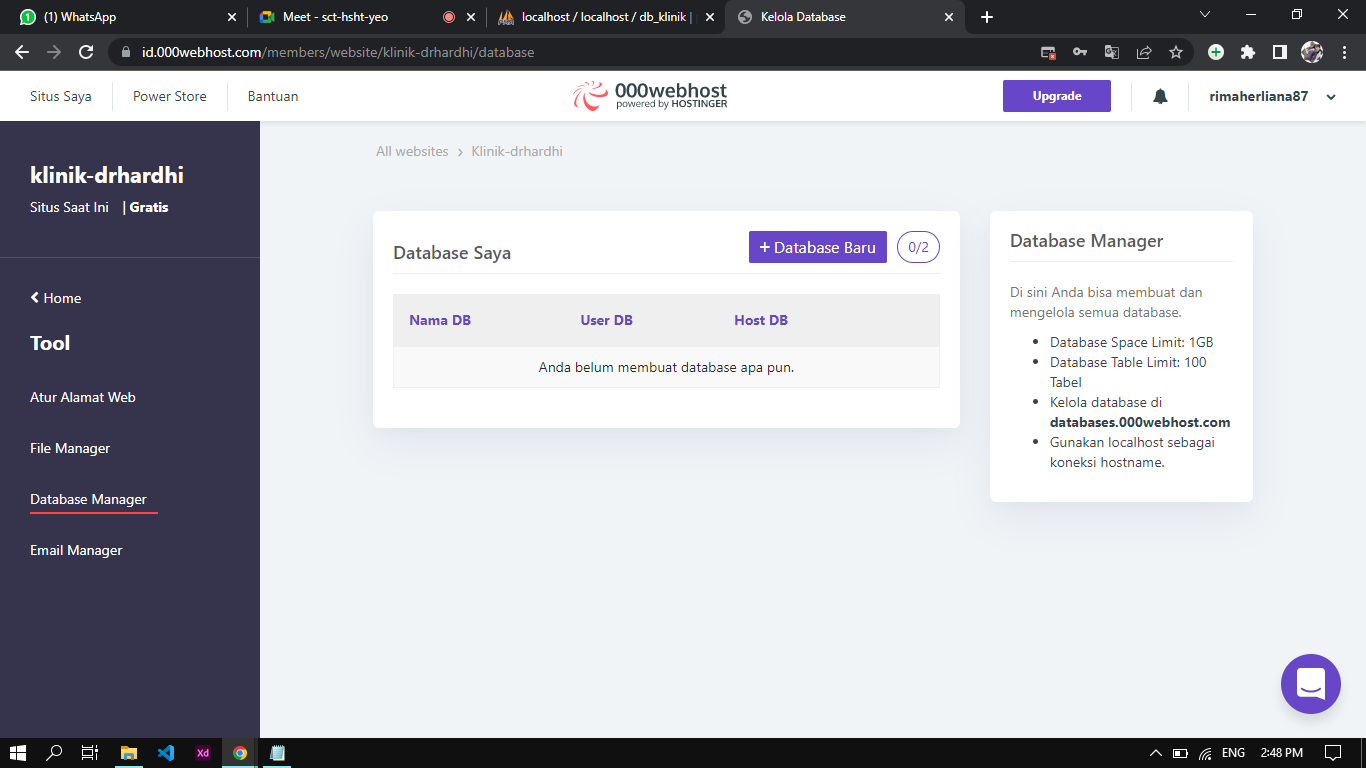 (1) WhatsApp
Meet - sct-hsht-yeo
localhost / localhost / db_klinik |
Kelola Database
id.000webhost.com/members/website/klinik-drhardhi/database
Situs Saya
Power Store
Bantuan
000webhost
powered by HOSTINGER
Upgrade
rimaherliana87
klinik-drhardhi
Situs Saat Ini | Gratis
Home
Tool
Atur Alamat Web
File Manager
Database Manager
Email Manager
All websites › Klinik-drhardhi
Database Saya
+ Database Baru
0/2
Nama DB User DB Host DB
Anda belum membuat database apa pun.
Database Manager
Di sini Anda bisa membuat dan
mengelola semua database.
• Database Space Limit: 1GB
• Database Table Limit: 100
Tabel
• Kelola database di
databases.000webhost.com
• Gunakan localhost sebagai
koneksi hostname.
Xd
ENG
2:48 PM